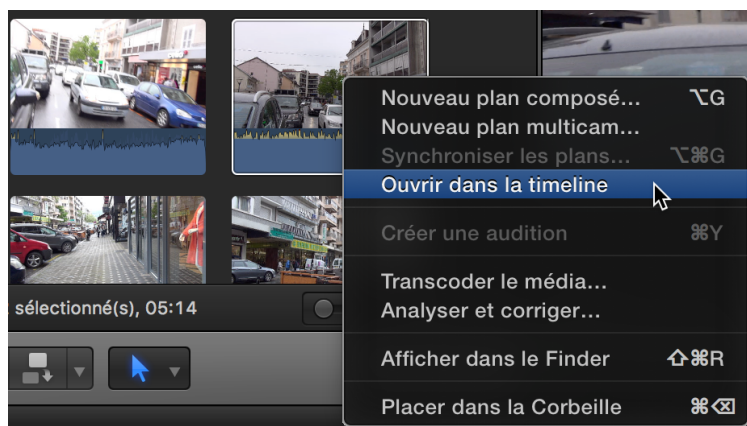 Nouveau plan composé... ⌥G
Nouveau plan multicam...
Synchroniser les plans... ⌥⌘G
Ouvrir dans la timeline
Créer une audition ⌘Y
Transcoder le média...
Analyser et corriger...
Afficher dans le Finder ⇧⌘R
Placer dans la Corbeille ⌘⌫
sélectionné(s), 05:14